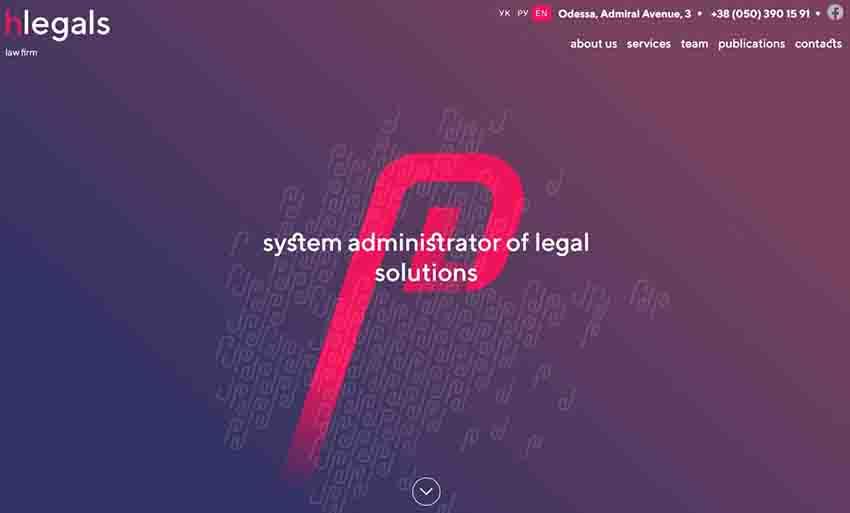 hlegals
law firm
УК РУ EN Odessa, Admiral Avenue, 3 • +38 (050) 390 15 91 •
about us services team publications contacts
system administrator of legal
solutions